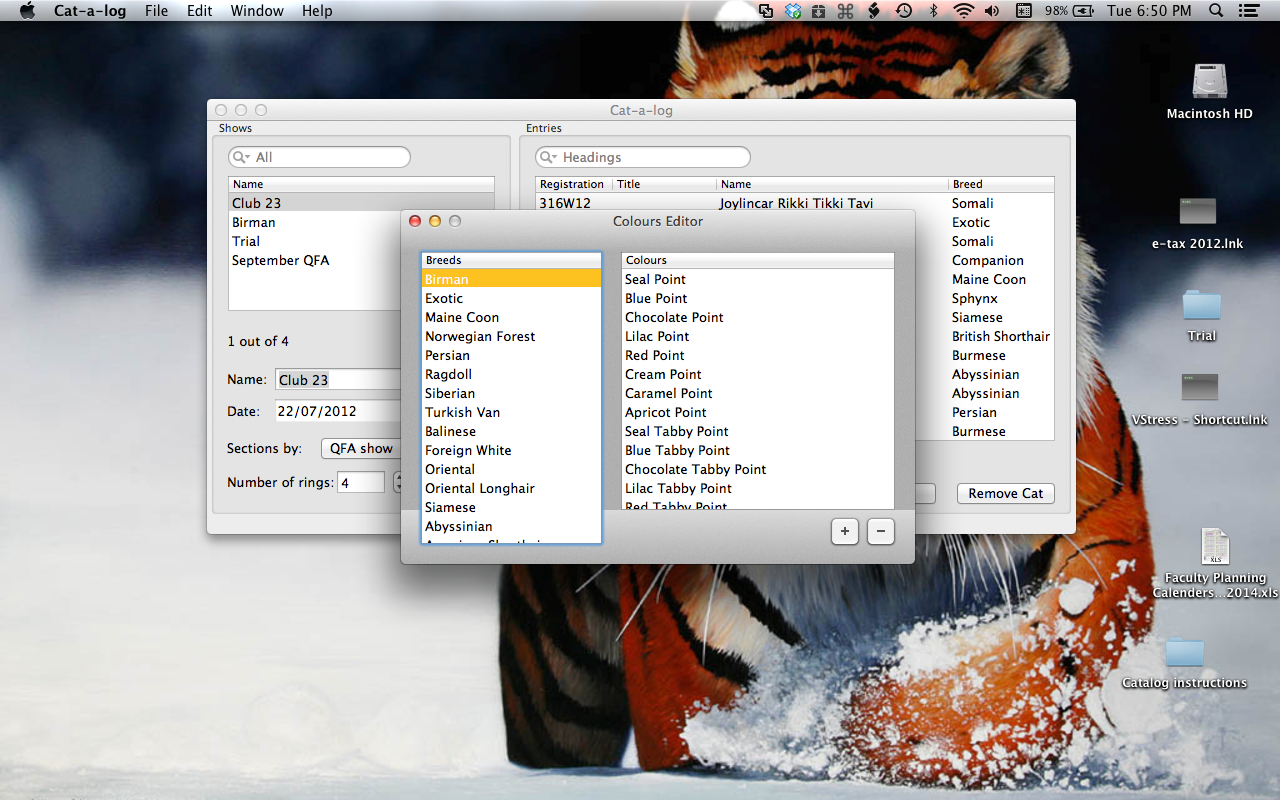 Cat-a-log File Edit Window Help 98% Tue 6:50 PM
Cat-a-log
Shows
Entries
All
Headings
Name
Registration Title Name Breed
Club 23
Birman
Trial
September QFA
316W12 Joylincar Rikki Tikki Tavi Somali
Exotic
Somali
Companion
Maine Coon
Sphynx
Siamese
British Shorthair
Burmese
Abyssinian
Abyssinian
Persian
Burmese
1 out of 4
Name: Club 23
Date: 22/07/2012
Sections by: QFA show
Number of rings: 4
Remove Cat
Colours Editor
Breeds
Birman
Exotic
Maine Coon
Norwegian Forest
Persian
Ragdoll
Siberian
Turkish Van
Balinese
Foreign White
Oriental
Oriental Longhair
Siamese
Abyssinian
Colours
Seal Point
Blue Point
Chocolate Point
Lilac Point
Red Point
Cream Point
Caramel Point
Apricot Point
Seal Tabby Point
Blue Tabby Point
Chocolate Tabby Point
Lilac Tabby Point
Red Tabby Point
+ −
Macintosh HD
e-tax 2012.lnk
Trial
VStress - Shortcut.lnk
XLS
Faculty Planning
Calenders...2014.xls
Catalog instructions